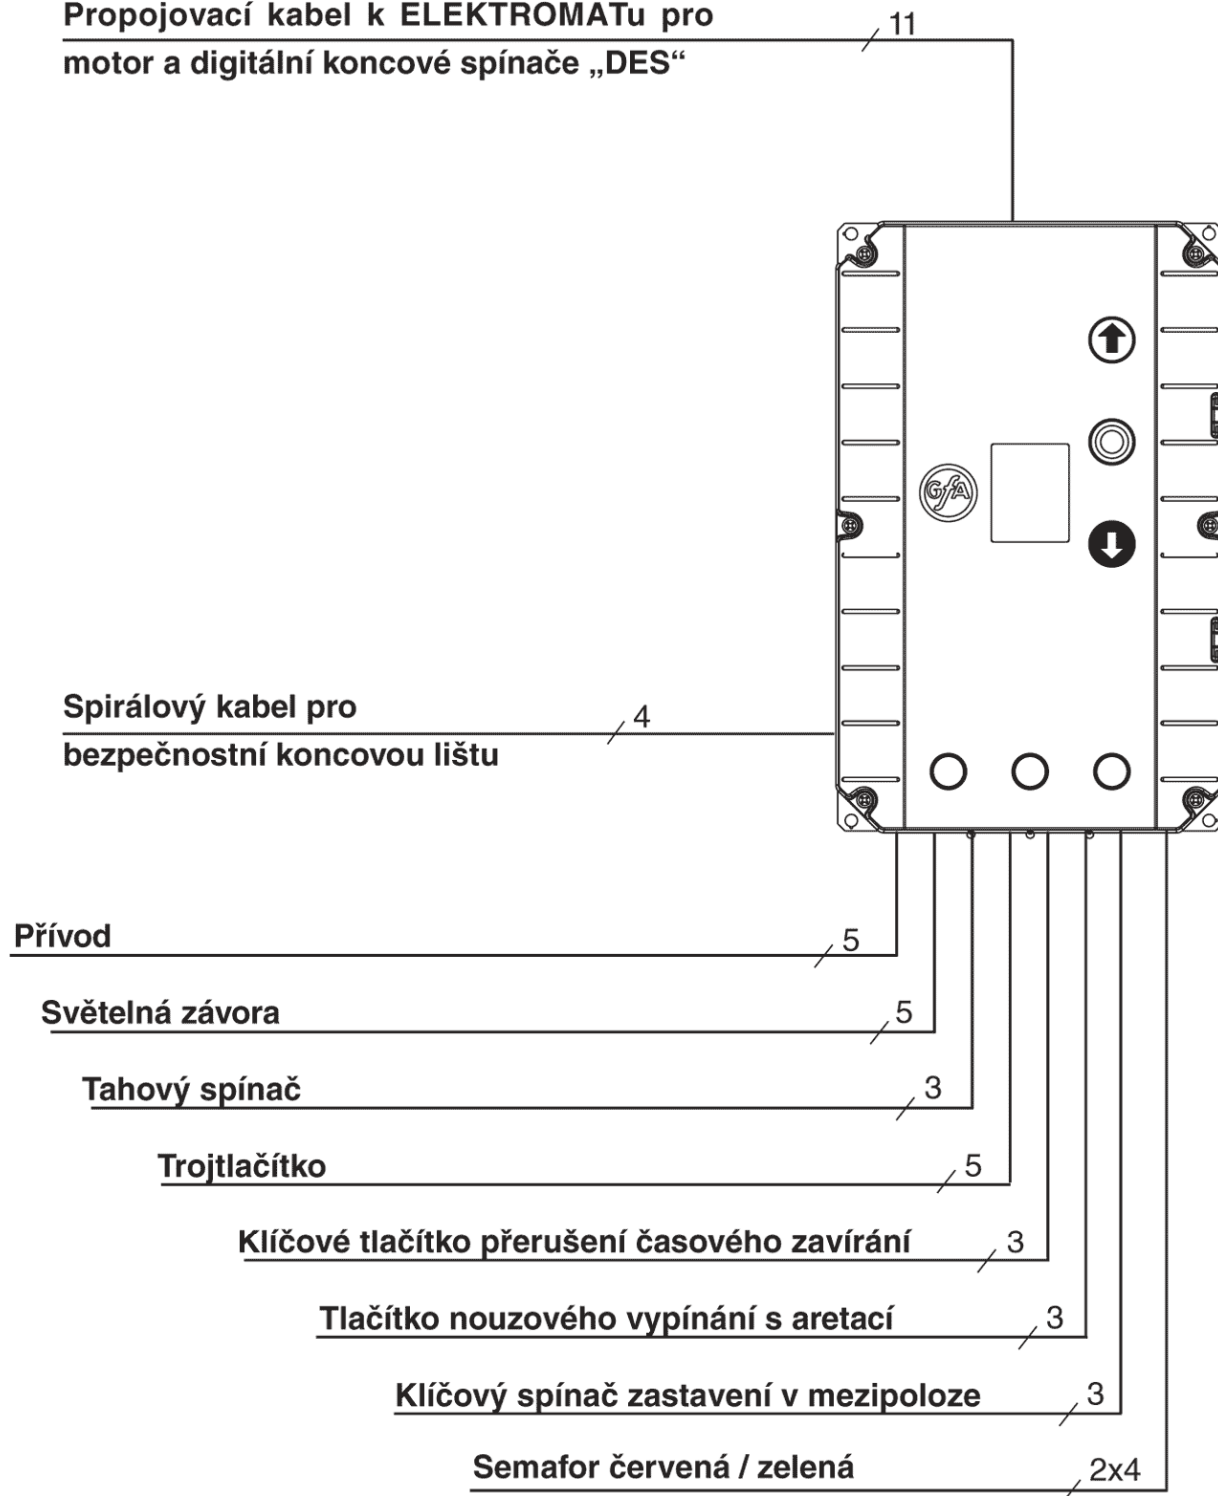 Propojovací kabel k ELEKTROMATu pro
11
motor a digitální koncové spínače „DES“
GfA
Spirálový kabel pro
4
bezpečnostní koncovou lištu
Přívod
5
Světelná závora
5
Tahový spínač
3
Trojtlačítko
5
Klíčové tlačítko přerušení časového zavírání
3
Tlačítko nouzového vypínání s aretací
3
Klíčový spínač zastavení v mezipoloze
3
Semafor červená / zelená
2x4